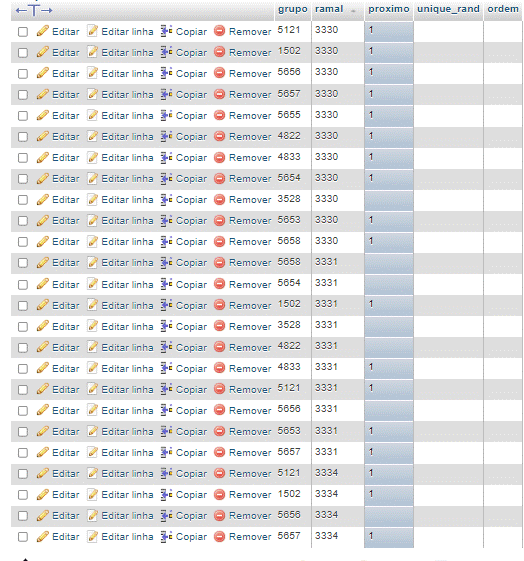 ←T→ grupo ramal proximo unique_rand ordem
Editar Editar linha Copiar Remover 5121 3330 1
Editar Editar linha Copiar Remover 1502 3330 1
Editar Editar linha Copiar Remover 5656 3330 1
Editar Editar linha Copiar Remover 5657 3330 1
Editar Editar linha Copiar Remover 5655 3330 1
Editar Editar linha Copiar Remover 4822 3330 1
Editar Editar linha Copiar Remover 4833 3330 1
Editar Editar linha Copiar Remover 5654 3330 1
Editar Editar linha Copiar Remover 3528 3330
Editar Editar linha Copiar Remover 5653 3330 1
Editar Editar linha Copiar Remover 5658 3330 1
Editar Editar linha Copiar Remover 5658 3331
Editar Editar linha Copiar Remover 5654 3331
Editar Editar linha Copiar Remover 1502 3331 1
Editar Editar linha Copiar Remover 3528 3331
Editar Editar linha Copiar Remover 4822 3331
Editar Editar linha Copiar Remover 4833 3331 1
Editar Editar linha Copiar Remover 5121 3331 1
Editar Editar linha Copiar Remover 5656 3331
Editar Editar linha Copiar Remover 5653 3331 1
Editar Editar linha Copiar Remover 5657 3331 1
Editar Editar linha Copiar Remover 5121 3334 1
Editar Editar linha Copiar Remover 1502 3334 1
Editar Editar linha Copiar Remover 5656 3334
Editar Editar linha Copiar Remover 5657 3334 1